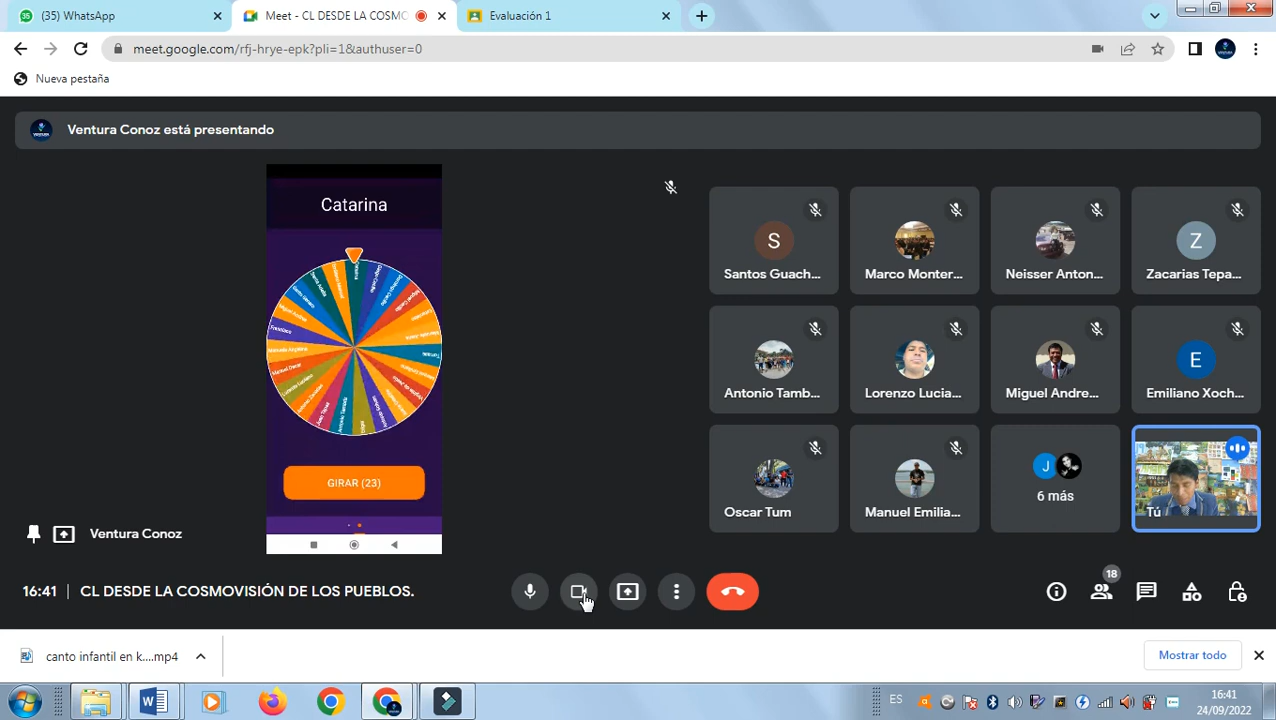 (35) WhatsApp
Meet - CL DESDE LA COSMO
Evaluación 1
meet.google.com/rfj-hrye-epk?pli=1&authuser=0
Nueva pestaña
Ventura Conoz está presentando
Catarina
GIRAR (23)
Ventura Conoz
S
Santos Guach...
Marco Monter...
Neisser Anton...
Z
Zacarias Tepa...
Antonio Tamb...
Lorenzo Lucia...
Miguel Andre...
E
Emiliano Xoch...
Oscar Tum
Manuel Emilia...
J
6 más
Tú
16:41 | CL DESDE LA COSMOVISIÓN DE LOS PUEBLOS.
18
canto infantil en k....mp4
Mostrar todo
ES
16:41
24/09/2022